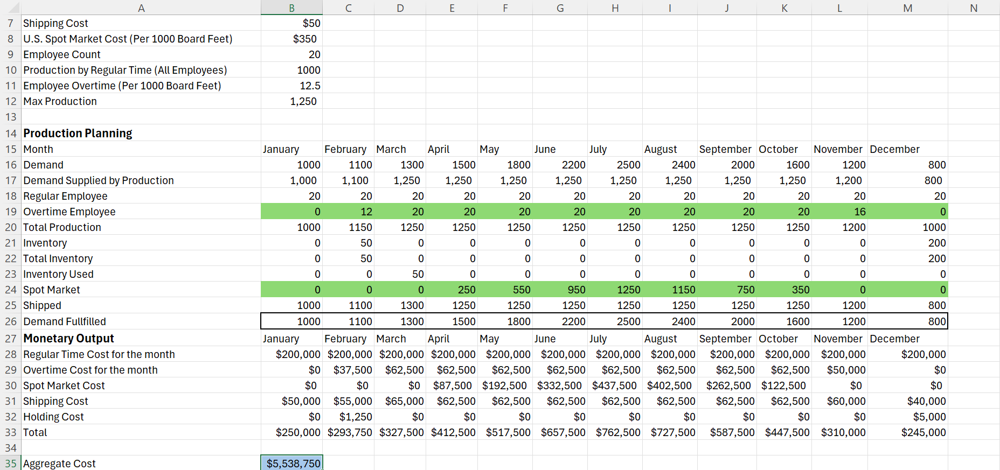 A B C D E F G H I J K L M N
7 Shipping Cost $50
8 U.S. Spot Market Cost (Per 1000 Board Feet) $350
9 Employee Count 20
10 Production by Regular Time (All Employees) 1000
11 Employee Overtime (Per 1000 Board Feet) 12.5
12 Max Production 1,250
13
14 Production Planning
15 Month January February March April May June July August September October November December
16 Demand 1000 1100 1300 1500 1800 2200 2500 2400 2000 1600 1200 800
17 Demand Supplied by Production 1,000 1,100 1,250 1,250 1,250 1,250 1,250 1,250 1,250 1,250 1,200 800
18 Regular Employee 20 20 20 20 20 20 20 20 20 20 20 20
19 Overtime Employee 0 12 20 20 20 20 20 20 20 20 16 0
20 Total Production 1000 1150 1250 1250 1250 1250 1250 1250 1250 1250 1200 1000
21 Inventory 0 50 0 0 0 0 0 0 0 0 0 200
22 Total Inventory 0 50 0 0 0 0 0 0 0 0 0 200
23 Inventory Used 0 0 50 0 0 0 0 0 0 0 0 0
24 Spot Market 0 0 0 250 550 950 1250 1150 750 350 0 0
25 Shipped 1000 1100 1300 1250 1250 1250 1250 1250 1250 1250 1200 800
26 Demand Fullfilled 1000 1100 1300 1500 1800 2200 2500 2400 2000 1600 1200 800
27 Monetary Output January February March April May June July August September October November December
28 Regular Time Cost for the month $200,000 $200,000 $200,000 $200,000 $200,000 $200,000 $200,000 $200,000 $200,000 $200,000 $200,000 $200,000
29 Overtime Cost for the month $0 $37,500 $62,500 $62,500 $62,500 $62,500 $62,500 $62,500 $62,500 $62,500 $50,000 $0
30 Spot Market Cost $0 $0 $0 $87,500 $192,500 $332,500 $437,500 $402,500 $262,500 $122,500 $0 $0
31 Shipping Cost $50,000 $55,000 $65,000 $62,500 $62,500 $62,500 $62,500 $62,500 $62,500 $62,500 $60,000 $40,000
32 Holding Cost $0 $1,250 $0 $0 $0 $0 $0 $0 $0 $0 $0 $5,000
33 Total $250,000 $293,750 $327,500 $412,500 $517,500 $657,500 $762,500 $727,500 $587,500 $447,500 $310,000 $245,000
34
35 Aggregate Cost $5,538,750